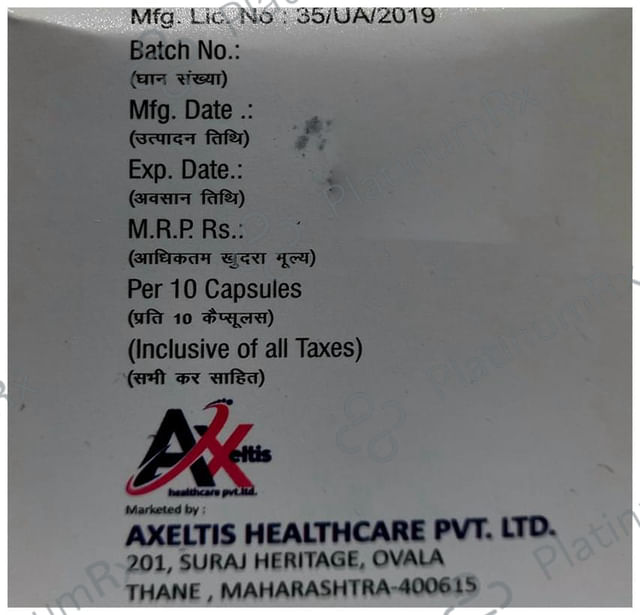 Mfg. Lic. No : 35/UA/2019
Batch No.:
(घान संख्या)
Mfg. Date .:
(उत्पादन तिथि)
Exp. Date.:
(अवसान तिथि)
M.R.P. Rs.:
(आधिकतम खुदरा मूल्य)
Per 10 Capsules
(प्रति 10 कैप्सूलस)
(Inclusive of all Taxes)
(सभी कर साहित)
Axeltis
healthcare pvt.ltd.
Marketed by :
AXELTIS HEALTHCARE PVT. LTD.
201, SURAJ HERITAGE, OVALA
THANE , MAHARASHTRA-400615
PlatinumRx